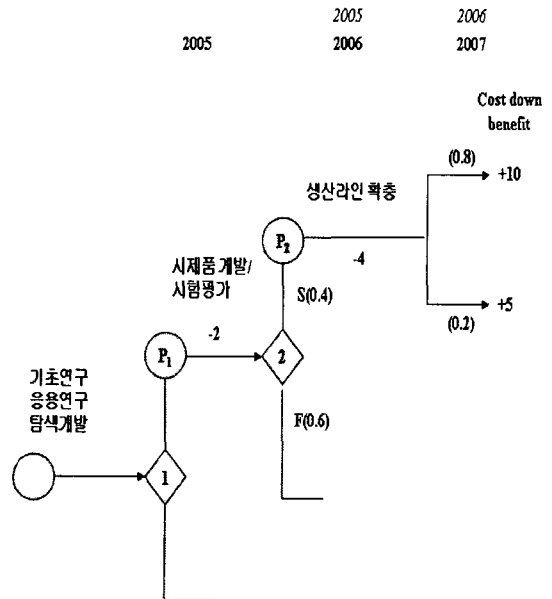 2005 2006
2005 2006 2007
Cost down
benefit
(0.8)
+10
생산라인 확충
P₂
-4
시제품 개발/
시험평가
S(0.4)
+5
(0.2)
-2
P₁
2
기초연구
응용연구
탐색개발
F(0.6)
1